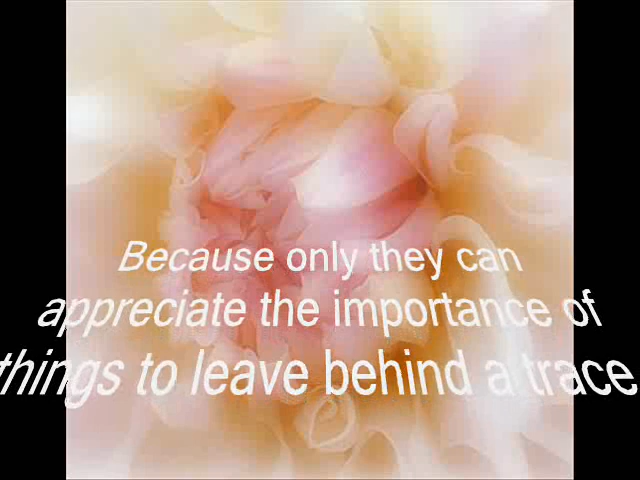 Because only they can
appreciate the importance of
things to leave behind a trace